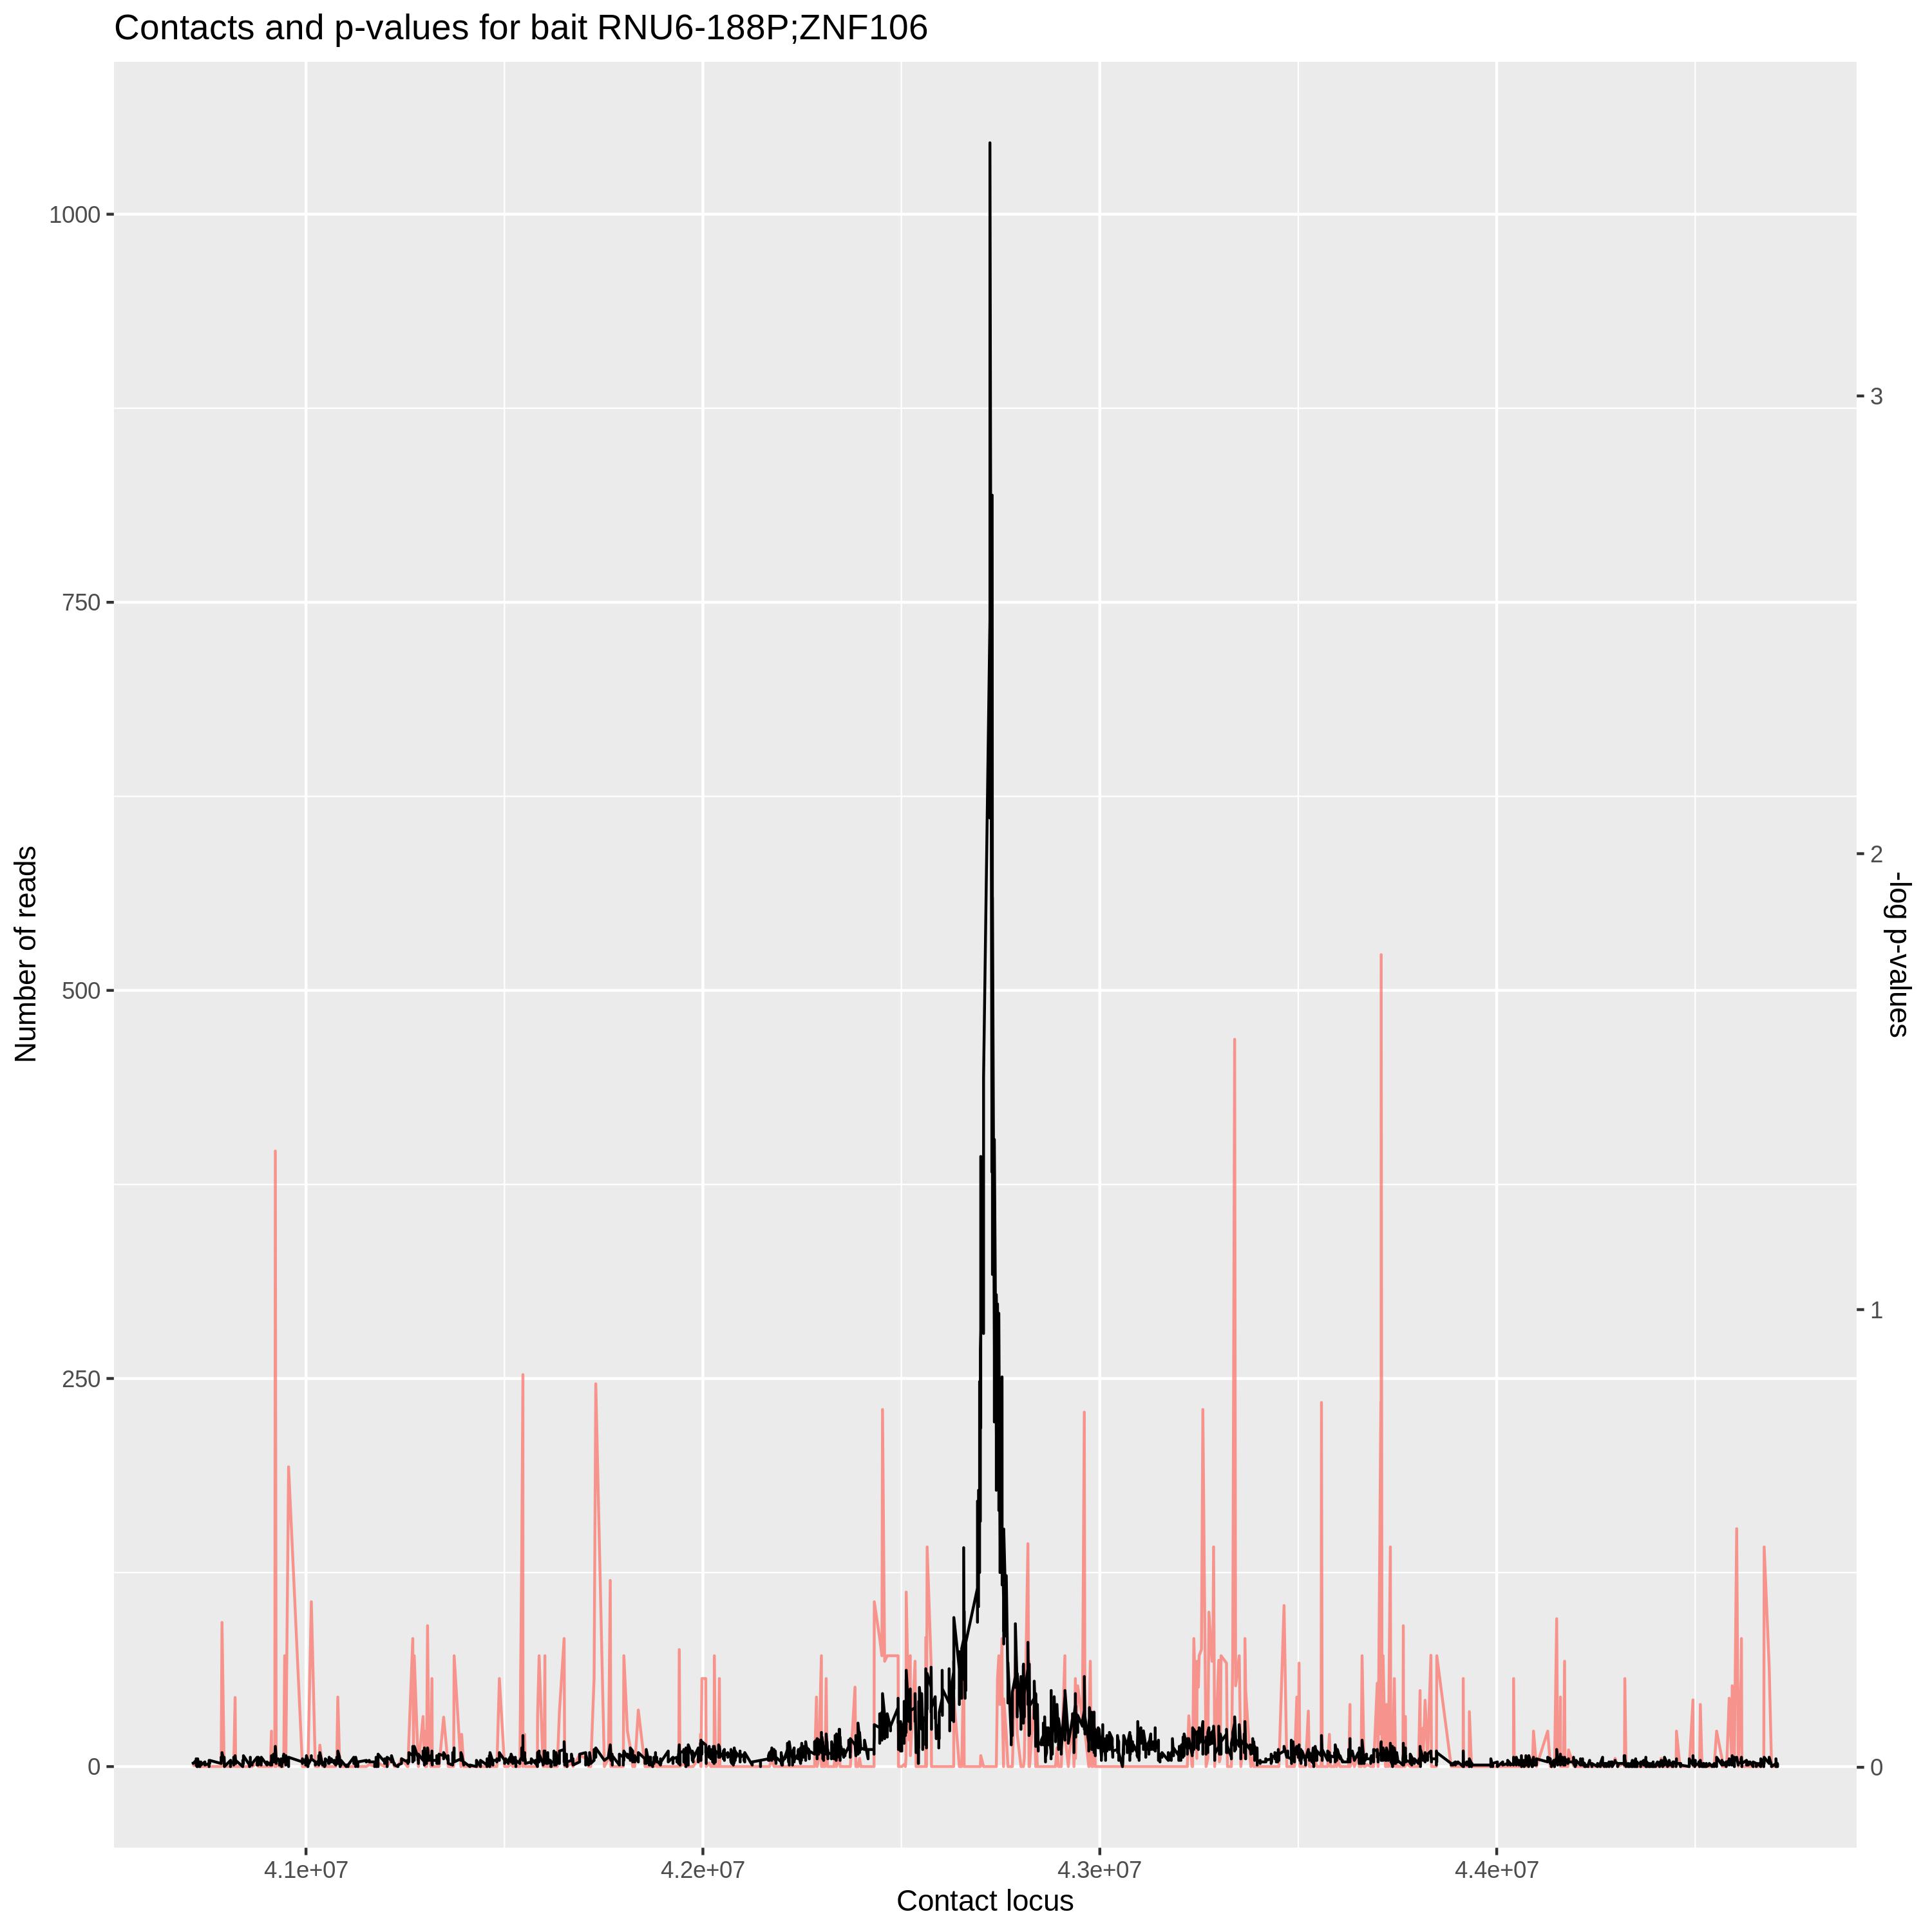 Contacts and p-values for bait RNU6-188P;ZNF106
1000
750
500
250
0
Number of reads
3
2
1
0
-log p-values
4.1e+07 4.2e+07 4.3e+07 4.4e+07
Contact locus